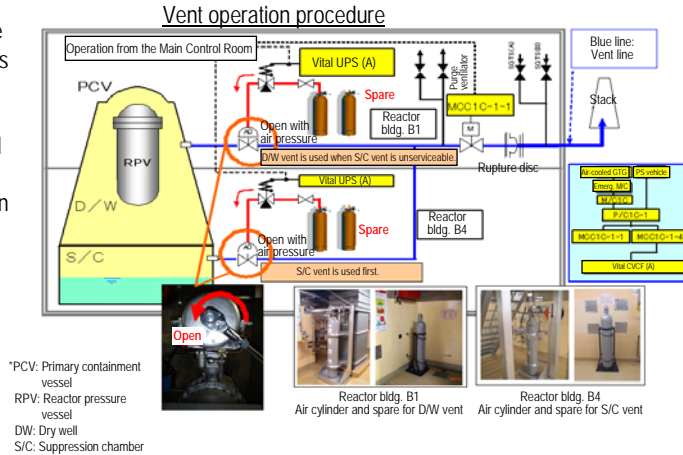 Vent operation procedure
e
s
n
Operation from the Main Control Room
Vital UPS (A)
Spare
PCV
RPV
D/W
S/C
AO
Open with
air pressure
D/W vent is used when S/C vent is unserviceable.
Reactor
bldg. B1
Purge
ventilator
MCC1C-1-1
M
SGTS(A)
SGTS(B)
Rupture disc
Blue line:
Vent line
Stack
Vital UPS (A)
Spare
AO
Open with
air pressure
S/C vent is used first.
Reactor
bldg. B4
Air-cooled GTG
PS vehicle
Emerg. M/C
M/C1C
P/C1C-1
MCC1C-1-1
MCC1C-1-4
Vital CVCF (A)
Open
Reactor bldg. B1
Air cylinder and spare for D/W vent
Reactor bldg. B4
Air cylinder and spare for S/C vent
*PCV: Primary containment
vessel
RPV: Reactor pressure
vessel
DW: Dry well
S/C: Suppression chamber